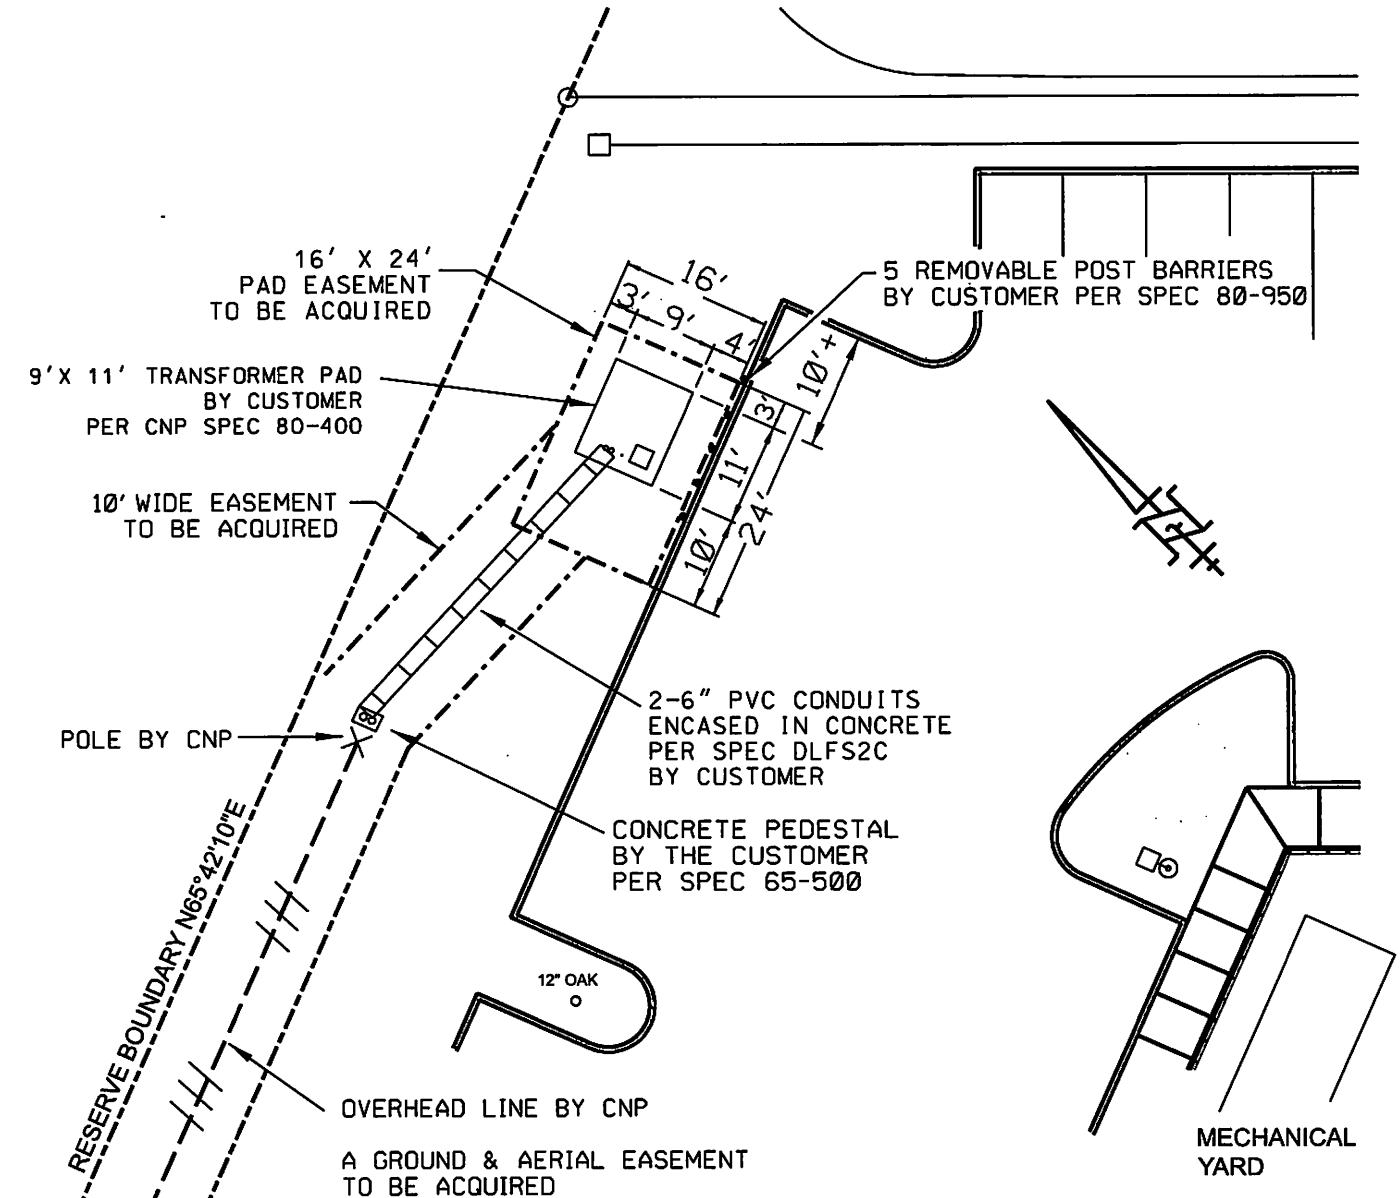 16' X 24'
PAD EASEMENT
TO BE ACQUIRED
16'
3'
9'
4'
5 REMOVABLE POST BARRIERS
BY CUSTOMER PER SPEC 80-950
10'+
9'X 11' TRANSFORMER PAD
BY CUSTOMER
PER CNP SPEC 80-400
3'
11'
24'
10'
10' WIDE EASEMENT
TO BE ACQUIRED
2-6" PVC CONDUITS
ENCASED IN CONCRETE
PER SPEC DLFS2C
BY CUSTOMER
POLE BY CNP
CONCRETE PEDESTAL
BY THE CUSTOMER
PER SPEC 65-500
RESERVE BOUNDARY N65°42'10"E
12" OAK
OVERHEAD LINE BY CNP
A GROUND & AERIAL EASEMENT
TO BE ACQUIRED
MECHANICAL
YARD